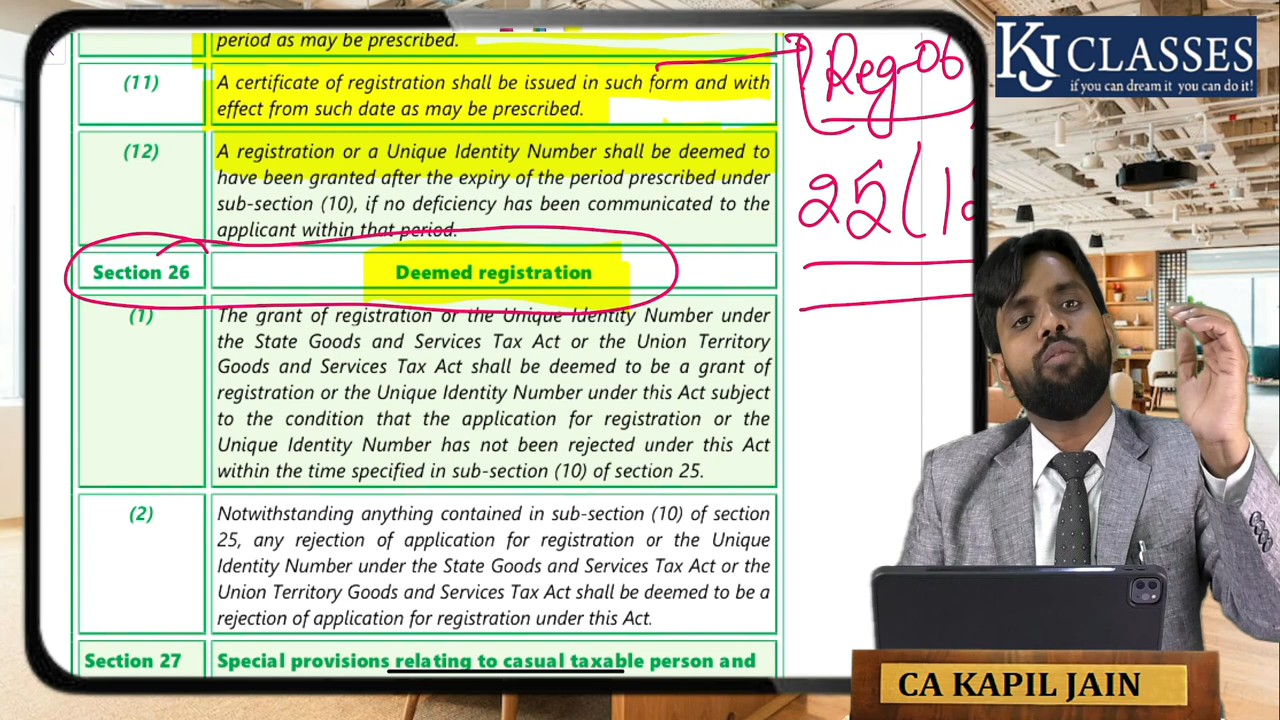 period as may be prescribed.
(11)
A certificate of registration shall be issued in such form and with
effect from such date as may be prescribed.
(12)
A registration or a Unique Identity Number shall be deemed to
have been granted after the expiry of the period prescribed under
sub-section (10), if no deficiency has been communicated to the
applicant within that period.
Section 26
Deemed registration
(1)
The grant of registration or the Unique Identity Number under
the State Goods and Services Tax Act or the Union Territory
Goods and Services Tax Act shall be deemed to be a grant of
registration or the Unique Identity Number under this Act subject
to the condition that the application for registration or the
Unique Identity Number has not been rejected under this Act
within the time specified in sub-section (10) of section 25.
(2)
Notwithstanding anything contained in sub-section (10) of section
25, any rejection of application for registration or the Unique
Identity Number under the State Goods and Services Tax Act or the
Union Territory Goods and Services Tax Act shall be deemed to be a
rejection of application for registration under this Act.
Section 27
Special provisions relating to casual taxable person and
Reg-06
25(1
KJ CLASSES
if you can dream it you can do it!
CA KAPIL JAIN